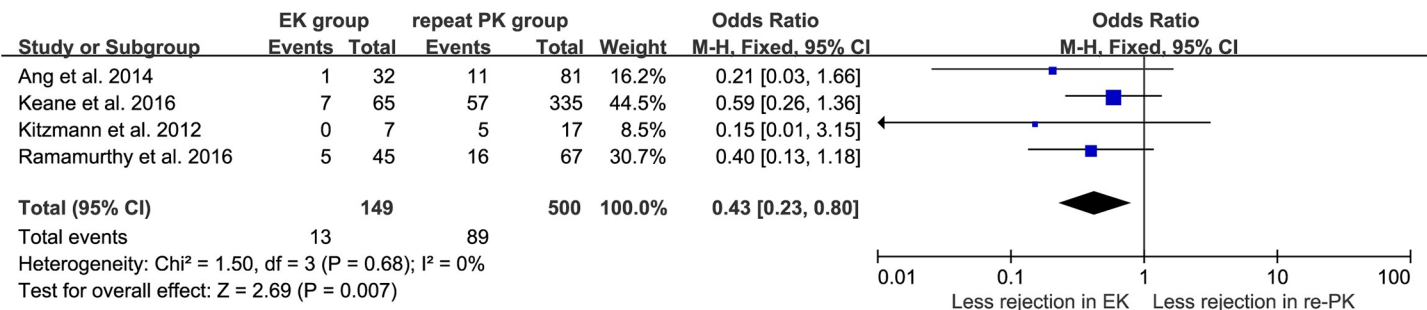 EK group repeat PK group Odds Ratio Odds Ratio
Study or Subgroup Events Total Events Total Weight M-H, Fixed, 95% CI M-H, Fixed, 95% CI
Ang et al. 2014 1 32 11 81 16.2% 0.21 [0.03, 1.66]
Keane et al. 2016 7 65 57 335 44.5% 0.59 [0.26, 1.36]
Kitzmann et al. 2012 0 7 5 17 8.5% 0.15 [0.01, 3.15]
Ramamurthy et al. 2016 5 45 16 67 30.7% 0.40 [0.13, 1.18]
Total (95% CI) 149 500 100.0% 0.43 [0.23, 0.80]
Total events 13 89
Heterogeneity: Chi² = 1.50, df = 3 (P = 0.68); I² = 0%
Test for overall effect: Z = 2.69 (P = 0.007)
0.01 0.1 1 10 100
Less rejection in EK Less rejection in re-PK